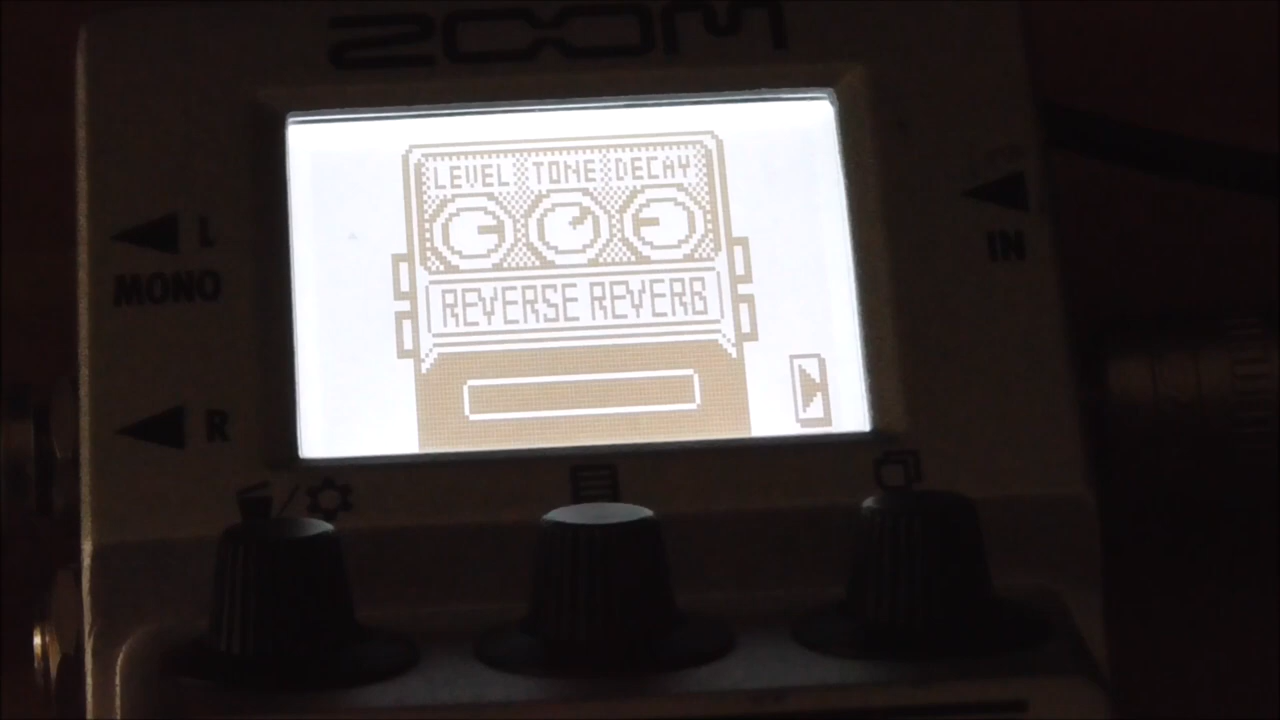 ZOOM
LEVEL TONE DECAY
L
MONO
IN
REVERSE REVERB
R